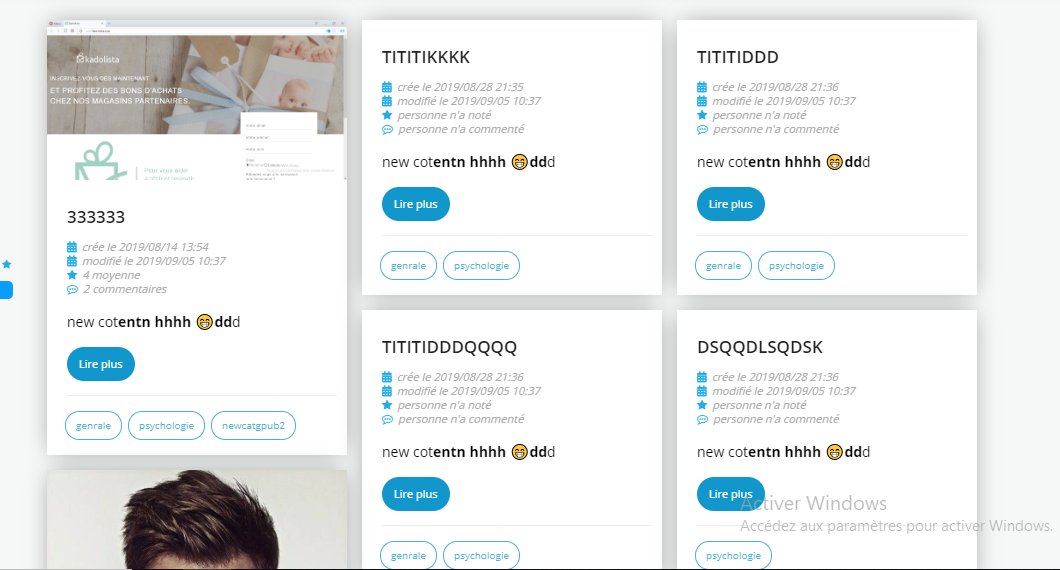 kadolista
INSCRIVEZ-VOUS DÈS MAINTENANT
ET PROFITEZ DES BONS D'ACHATS
CHEZ NOS MAGASINS PARTENAIRES.
Pour vous aider
333333
crée le 2019/08/14 13:54
modifié le 2019/09/05 10:37
4 moyenne
2 commentaires
new cotentn hhhh 😁ddd
Lire plus
genrale
psychologie
newcatgpub2
TITITIKKKK
crée le 2019/08/28 21:35
modifié le 2019/09/05 10:37
personne n'a noté
personne n'a commenté
new cotentn hhhh 😁ddd
Lire plus
genrale
psychologie
TITITIDDD
crée le 2019/08/28 21:36
modifié le 2019/09/05 10:37
personne n'a noté
personne n'a commenté
new cotentn hhhh 😁ddd
Lire plus
genrale
psychologie
TITITIDDDQQQQ
crée le 2019/08/28 21:36
modifié le 2019/09/05 10:37
personne n'a noté
personne n'a commenté
new cotentn hhhh 😁ddd
Lire plus
genrale
psychologie
DSQQDLSQDSK
crée le 2019/08/28 21:36
modifié le 2019/09/05 10:37
personne n'a noté
personne n'a commenté
new cotentn hhhh 😁ddd
Lire plus
psychologie
Activer Windows
Accédez aux paramètres pour activer Windows.